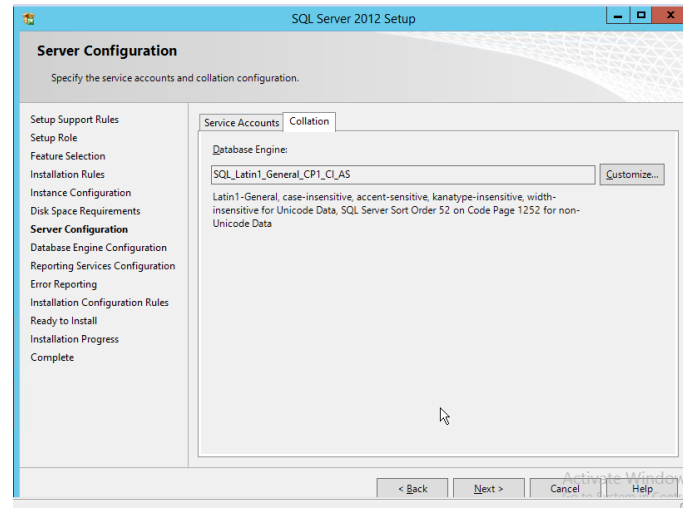 SQL Server 2012 Setup
Server Configuration
Specify the service accounts and collation configuration.
Setup Support Rules
Setup Role
Feature Selection
Installation Rules
Instance Configuration
Disk Space Requirements
Server Configuration
Database Engine Configuration
Reporting Services Configuration
Error Reporting
Installation Configuration Rules
Ready to Install
Installation Progress
Complete
Service Accounts Collation
Database Engine:
SQL_Latin1_General_CP1_CI_AS
Customize...
Latin1-General, case-insensitive, accent-sensitive, kanatype-insensitive, width-
insensitive for Unicode Data, SQL Server Sort Order 52 on Code Page 1252 for non-
Unicode Data
Activate Window
< Back Next > Cancel Help